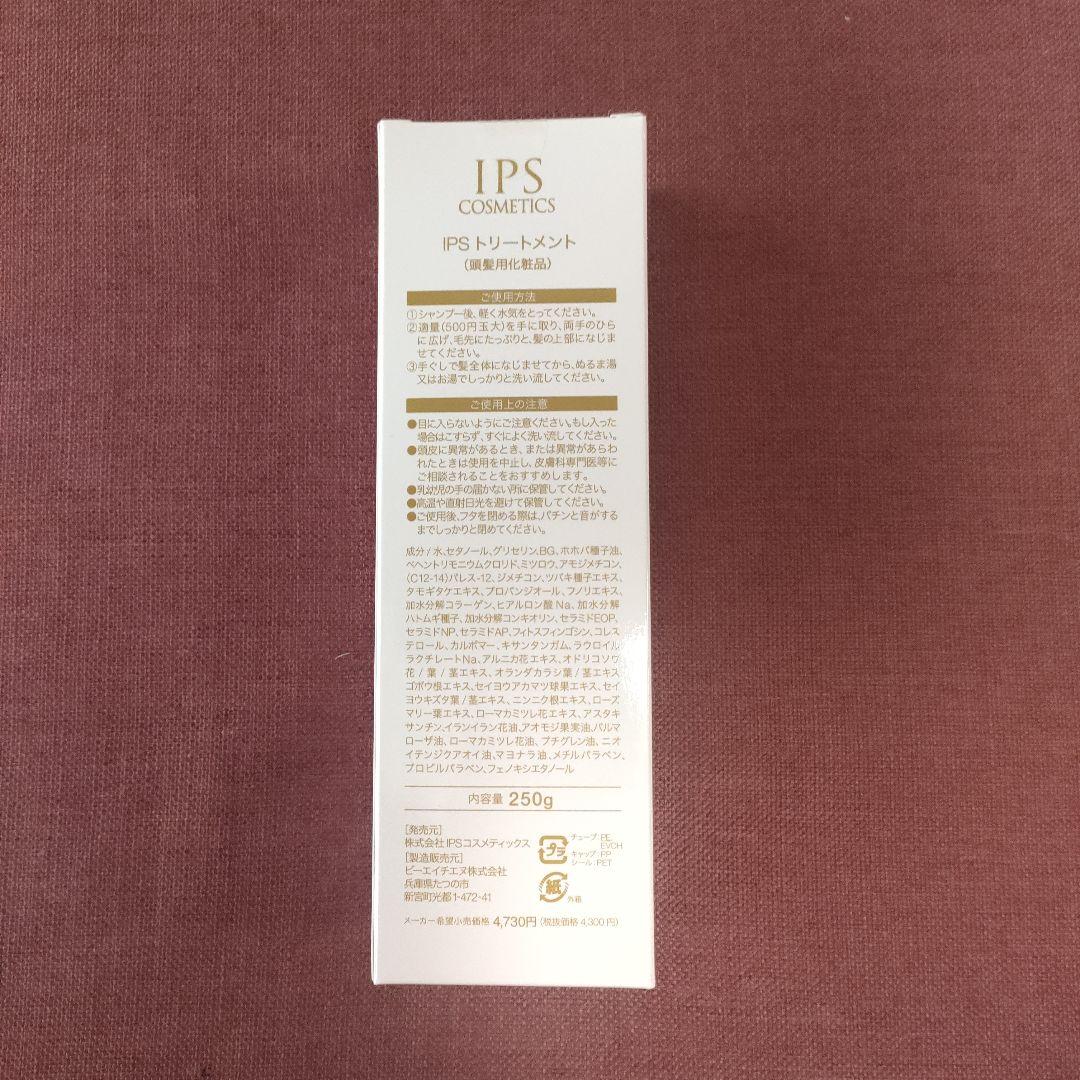 IPS
COSMETICS
IPS トリートメント
（頭髪用化粧品）
ご使用方法
①シャンプー後、軽く水気をとってください。
②適量（500円玉大）を手に取り、両手のひら
に広げ、毛先にたっぷりと、髪の上部になじま
せてください。
③手ぐしで髪全体になじませてから、ぬるま湯
又はお湯でしっかりと洗い流してください。
ご使用上の注意
●目に入らないようにご注意ください。もし入った
場合はこすらず、すぐによく洗い流してください。
●頭皮に異常があるとき、または異常があらわ
れたときは使用を中止し、皮膚科専門医等に
ご相談されることをおすすめします。
●乳幼児の手の届かない所に保管してください。
●高温や直射日光を避けて保管してください。
●ご使用後、フタを閉める際は、パチンと音がする
までしっかりと閉めてください。
成分/水、セタノール、グリセリン、BG、ホホバ種子油、
ベヘントリモニウムクロリド、ミツロウ、アモジメチコン、
（C12-14）パレス-12、ジメチコン、ツバキ種子エキス、
タモギタケエキス、プロパンジオール、フノリエキス、
加水分解コラーゲン、ヒアルロン酸Na、加水分解
ハトムギ種子、加水分解コンキオリン、セラミドEOP、
セラミドNP、セラミドAP、フィトスフィンゴシン、コレス
テロール、カルボマー、キサンタンガム、ラウロイル
ラクチレートNa、アルニカ花エキス、オドリコソウ
花/葉/茎エキス、オランダカラシ葉/茎エキス、
ゴボウ根エキス、セイヨウアカマツ球果エキス、セイ
ヨウキズタ葉/茎エキス、ニンニク根エキス、ローズ
マリー葉エキス、ローマカミツレ花エキス、アスタキ
サンチン、イランイラン花油、アオモジ果実油、パルマ
ローザ油、ローマカミツレ花油、プチグレン油、ニオ
イテンジクアオイ油、マヨナラ油、メチルパラベン、
プロピルパラベン、フェノキシエタノール
内容量 250g
［発売元］
株式会社 IPSコスメティックス
［製造販売元］
ピーエイチエヌ株式会社
兵庫県たつの市
新宮町光都1-472-41
プラ
チューブ：PE,
EVCH
キャップ：PP
シール：PET
紙
外箱
メーカー希望小売価格 4,730円（税抜価格 4,300円）